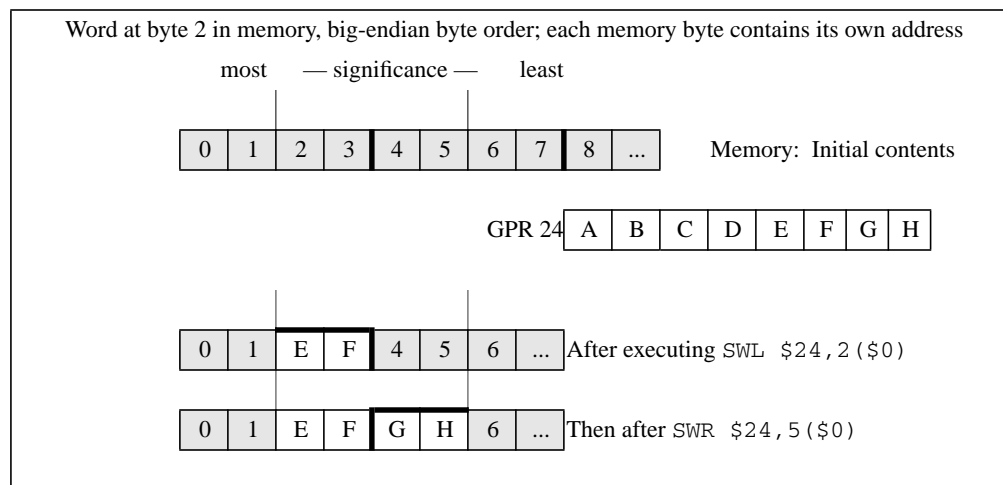 Word at byte 2 in memory, big-endian byte order; each memory byte contains its own address
most — significance — least
0 1 2 3 4 5 6 7 8 ... Memory: Initial contents
GPR 24 A B C D E F G H
0 1 E F 4 5 6 ... After executing SWL $24,2($0)
0 1 E F G H 6 ... Then after SWR $24,5($0)